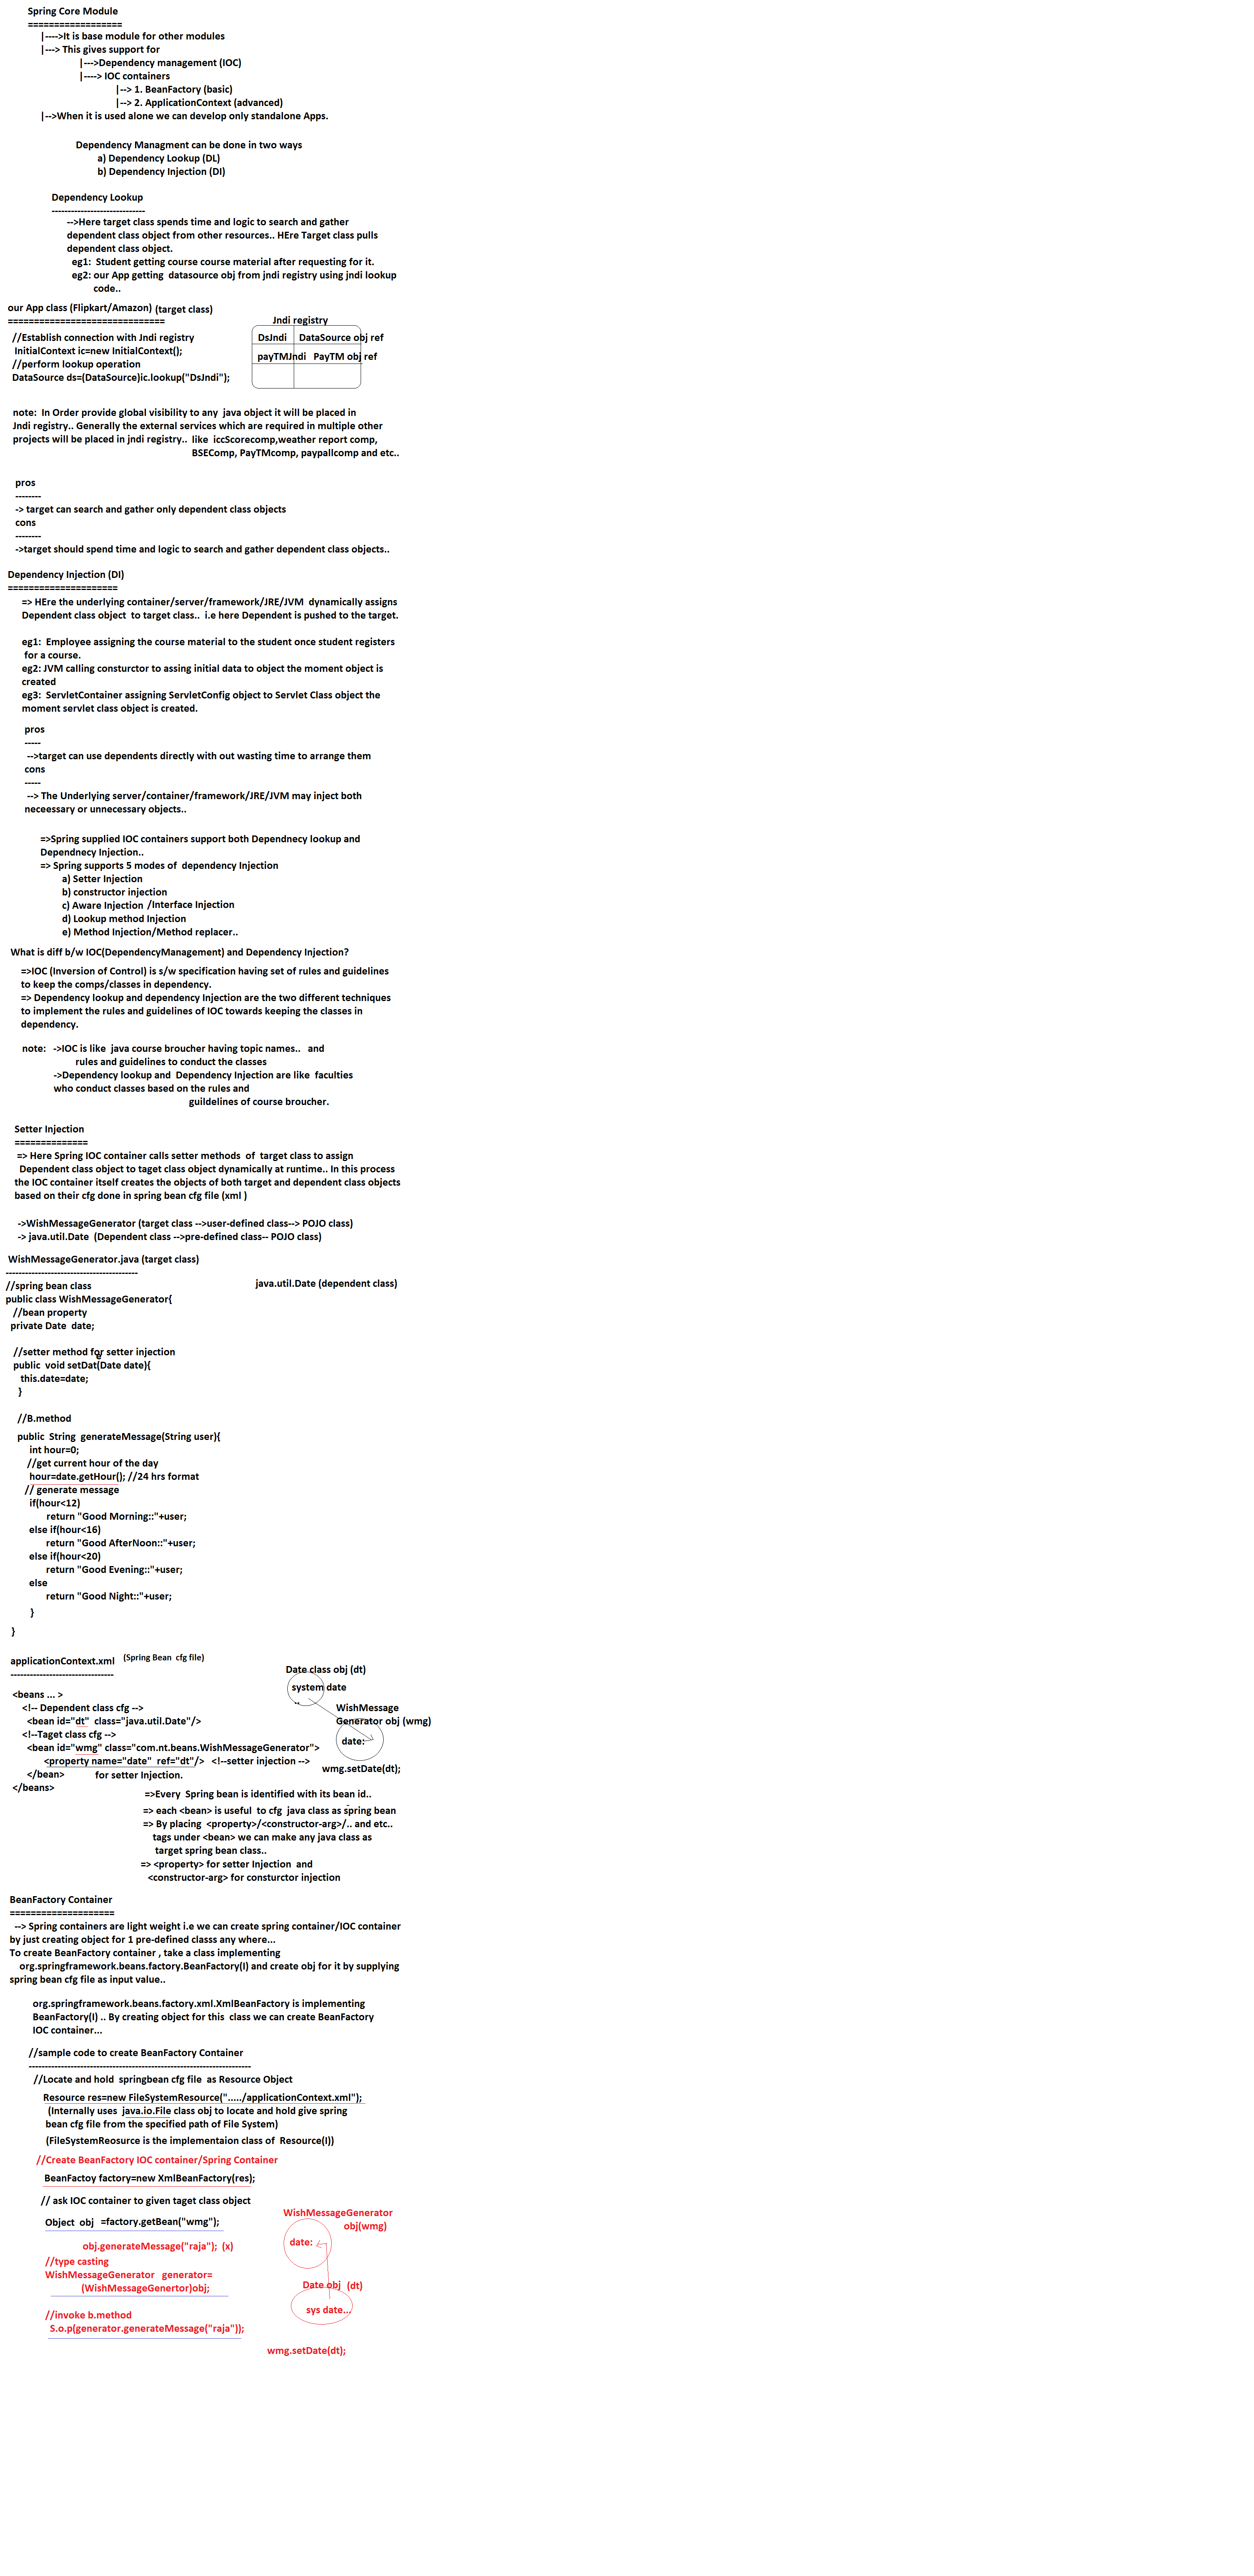 Spring Core Module
==================
|---->It is base module for other modules
|---> This gives support for
|--->Dependency management (IOC)
|----> IOC containers
|--> 1. BeanFactory (basic)
|--> 2. ApplicationContext (advanced)
|-->When it is used alone we can develop only standalone Apps.
Dependency Managment can be done in two ways
a) Dependency Lookup (DL)
b) Dependency Injection (DI)
Dependency Lookup
-----------------------------
-->Here target class spends time and logic to search and gather
dependent class object from other resources.. HEre Target class pulls
dependent class object.
eg1: Student getting course course material after requesting for it.
eg2: our App getting datasource obj from jndi registry using jndi lookup
code..
our App class (Flipkart/Amazon) (target class)
==============================
//Establish connection with Jndi registry
InitialContext ic=new InitialContext();
//perform lookup operation
DataSource ds=(DataSource)ic.lookup("DsJndi");
Jndi registry
DsJndi DataSource obj ref
payTMJndi PayTM obj ref
note: In Order provide global visibility to any java object it will be placed in
Jndi registry.. Generally the external services which are required in multiple other
projects will be placed in jndi registry.. like iccScorecomp,weather report comp,
BSEComp, PayTMcomp, paypallcomp and etc..
pros
--------
-> target can search and gather only dependent class objects
cons
--------
->target should spend time and logic to search and gather dependent class objects..
Dependency Injection (DI)
=====================
=> HEre the underlying container/server/framework/JRE/JVM dynamically assigns
Dependent class object to target class.. i.e here Dependent is pushed to the target.
eg1: Employee assigning the course material to the student once student registers
for a course.
eg2: JVM calling consturctor to assing initial data to object the moment object is
created
eg3: ServletContainer assigning ServletConfig object to Servlet Class object the
moment servlet class object is created.
pros
-----
-->target can use dependents directly with out wasting time to arrange them
cons
-----
--> The Underlying server/container/framework/JRE/JVM may inject both
neceessary or unnecessary objects..
=>Spring supplied IOC containers support both Dependnecy lookup and
Dependnecy Injection..
=> Spring supports 5 modes of dependency Injection
a) Setter Injection
b) constructor injection
c) Aware Injection /Interface Injection
d) Lookup method Injection
e) Method Injection/Method replacer..
What is diff b/w IOC(DependencyManagement) and Dependency Injection?
=>IOC (Inversion of Control) is s/w specification having set of rules and guidelines
to keep the comps/classes in dependency.
=> Dependency lookup and dependency Injection are the two different techniques
to implement the rules and guidelines of IOC towards keeping the classes in
dependency.
note: ->IOC is like java course broucher having topic names.. and
rules and guidelines to conduct the classes
->Dependency lookup and Dependency Injection are like faculties
who conduct classes based on the rules and
guildelines of course broucher.
Setter Injection
==============
=> Here Spring IOC container calls setter methods of target class to assign
Dependent class object to taget class object dynamically at runtime.. In this process
the IOC container itself creates the objects of both target and dependent class objects
based on their cfg done in spring bean cfg file (xml )
->WishMessageGenerator (target class -->user-defined class--> POJO class)
-> java.util.Date (Dependent class -->pre-defined class-- POJO class)
WishMessageGenerator.java (target class)
-----------------------------------------
java.util.Date (dependent class)
//spring bean class
public class WishMessageGenerator{
//bean property
private Date date;
//setter method for setter injection
e
public void setDat(Date date){
this.date=date;
}
//B.method
public String generateMessage(String user){
int hour=0;
//get current hour of the day
hour=date.getHour(); //24 hrs format
// generate message
if(hour<12)
return "Good Morning::"+user;
else if(hour<16)
return "Good AfterNoon::"+user;
else if(hour<20)
return "Good Evening::"+user;
else
return "Good Night::"+user;
}
}
applicationContext.xml (Spring Bean cfg file)
--------------------------------
<beans ... >
<!-- Dependent class cfg -->
<bean id="dt" class="java.util.Date"/>
<!--Taget class cfg -->
<bean id="wmg" class="com.nt.beans.WishMessageGenerator">
<property name="date" ref="dt"/> <!--setter injection -->
</bean> for setter Injection.
</beans>
Date class obj (dt)
system date
..
WishMessage
Generator obj (wmg)
date:
wmg.setDate(dt);
=>Every Spring bean is identified with its bean id..
=> each <bean> is useful to cfg java class as spring bean
=> By placing <property>/<constructor-arg>/.. and etc..
tags under <bean> we can make any java class as
target spring bean class..
=> <property> for setter Injection and
<constructor-arg> for consturctor injection
BeanFactory Container
====================
--> Spring containers are light weight i.e we can create spring container/IOC container
by just creating object for 1 pre-defined classs any where...
To create BeanFactory container , take a class implementing
org.springframework.beans.factory.BeanFactory(I) and create obj for it by supplying
spring bean cfg file as input value..
org.springframework.beans.factory.xml.XmlBeanFactory is implementing
BeanFactory(I) .. By creating object for this class we can create BeanFactory
IOC container...
//sample code to create BeanFactory Container
---------------------------------------------------------------------
//Locate and hold springbean cfg file as Resource Object
Resource res=new FileSystemResource("...../applicationContext.xml");
(Internally uses java.io.File class obj to locate and hold give spring
bean cfg file from the specified path of File System)
(FileSystemReosurce is the implementaion class of Resource(I))
//Create BeanFactory IOC container/Spring Container
BeanFactoy factory=new XmlBeanFactory(res);
// ask IOC container to given taget class object
Object obj =factory.getBean("wmg");
obj.generateMessage("raja"); (x)
//type casting
WishMessageGenerator generator=
(WishMessageGenertor)obj;
//invoke b.method
S.o.p(generator.generateMessage("raja"));
WishMessageGenerator
obj(wmg)
date:
Date obj (dt)
sys date...
wmg.setDate(dt);